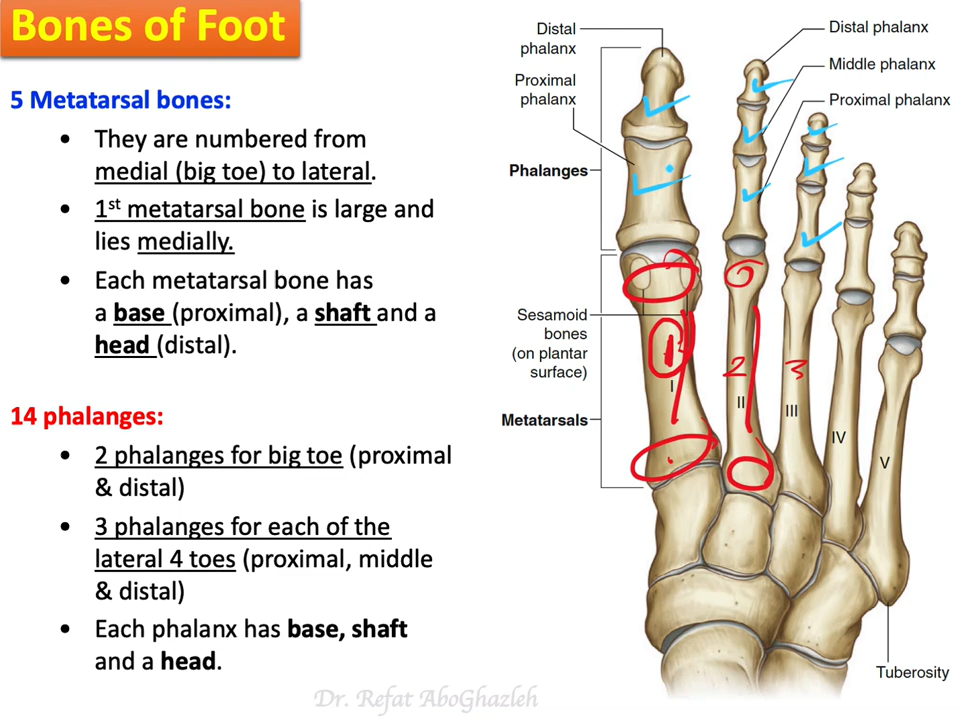 Bones of Foot
5 Metatarsal bones:
• They are numbered from
medial (big toe) to lateral.
• 1st metatarsal bone is large and
lies medially.
• Each metatarsal bone has
a base (proximal), a shaft and a
head (distal).
14 phalanges:
• 2 phalanges for big toe (proximal
& distal)
• 3 phalanges for each of the
lateral 4 toes (proximal, middle
& distal)
• Each phalanx has base, shaft
and a head.
Distal
phalanx
Proximal
phalanx
Phalanges
Sesamoid
bones
(on plantar
surface)
Metatarsals
Distal phalanx
Middle phalanx
Proximal phalanx
1 2 3
I
II
III
IV
V
Tuberosity
Dr. Refat AboGhazleh